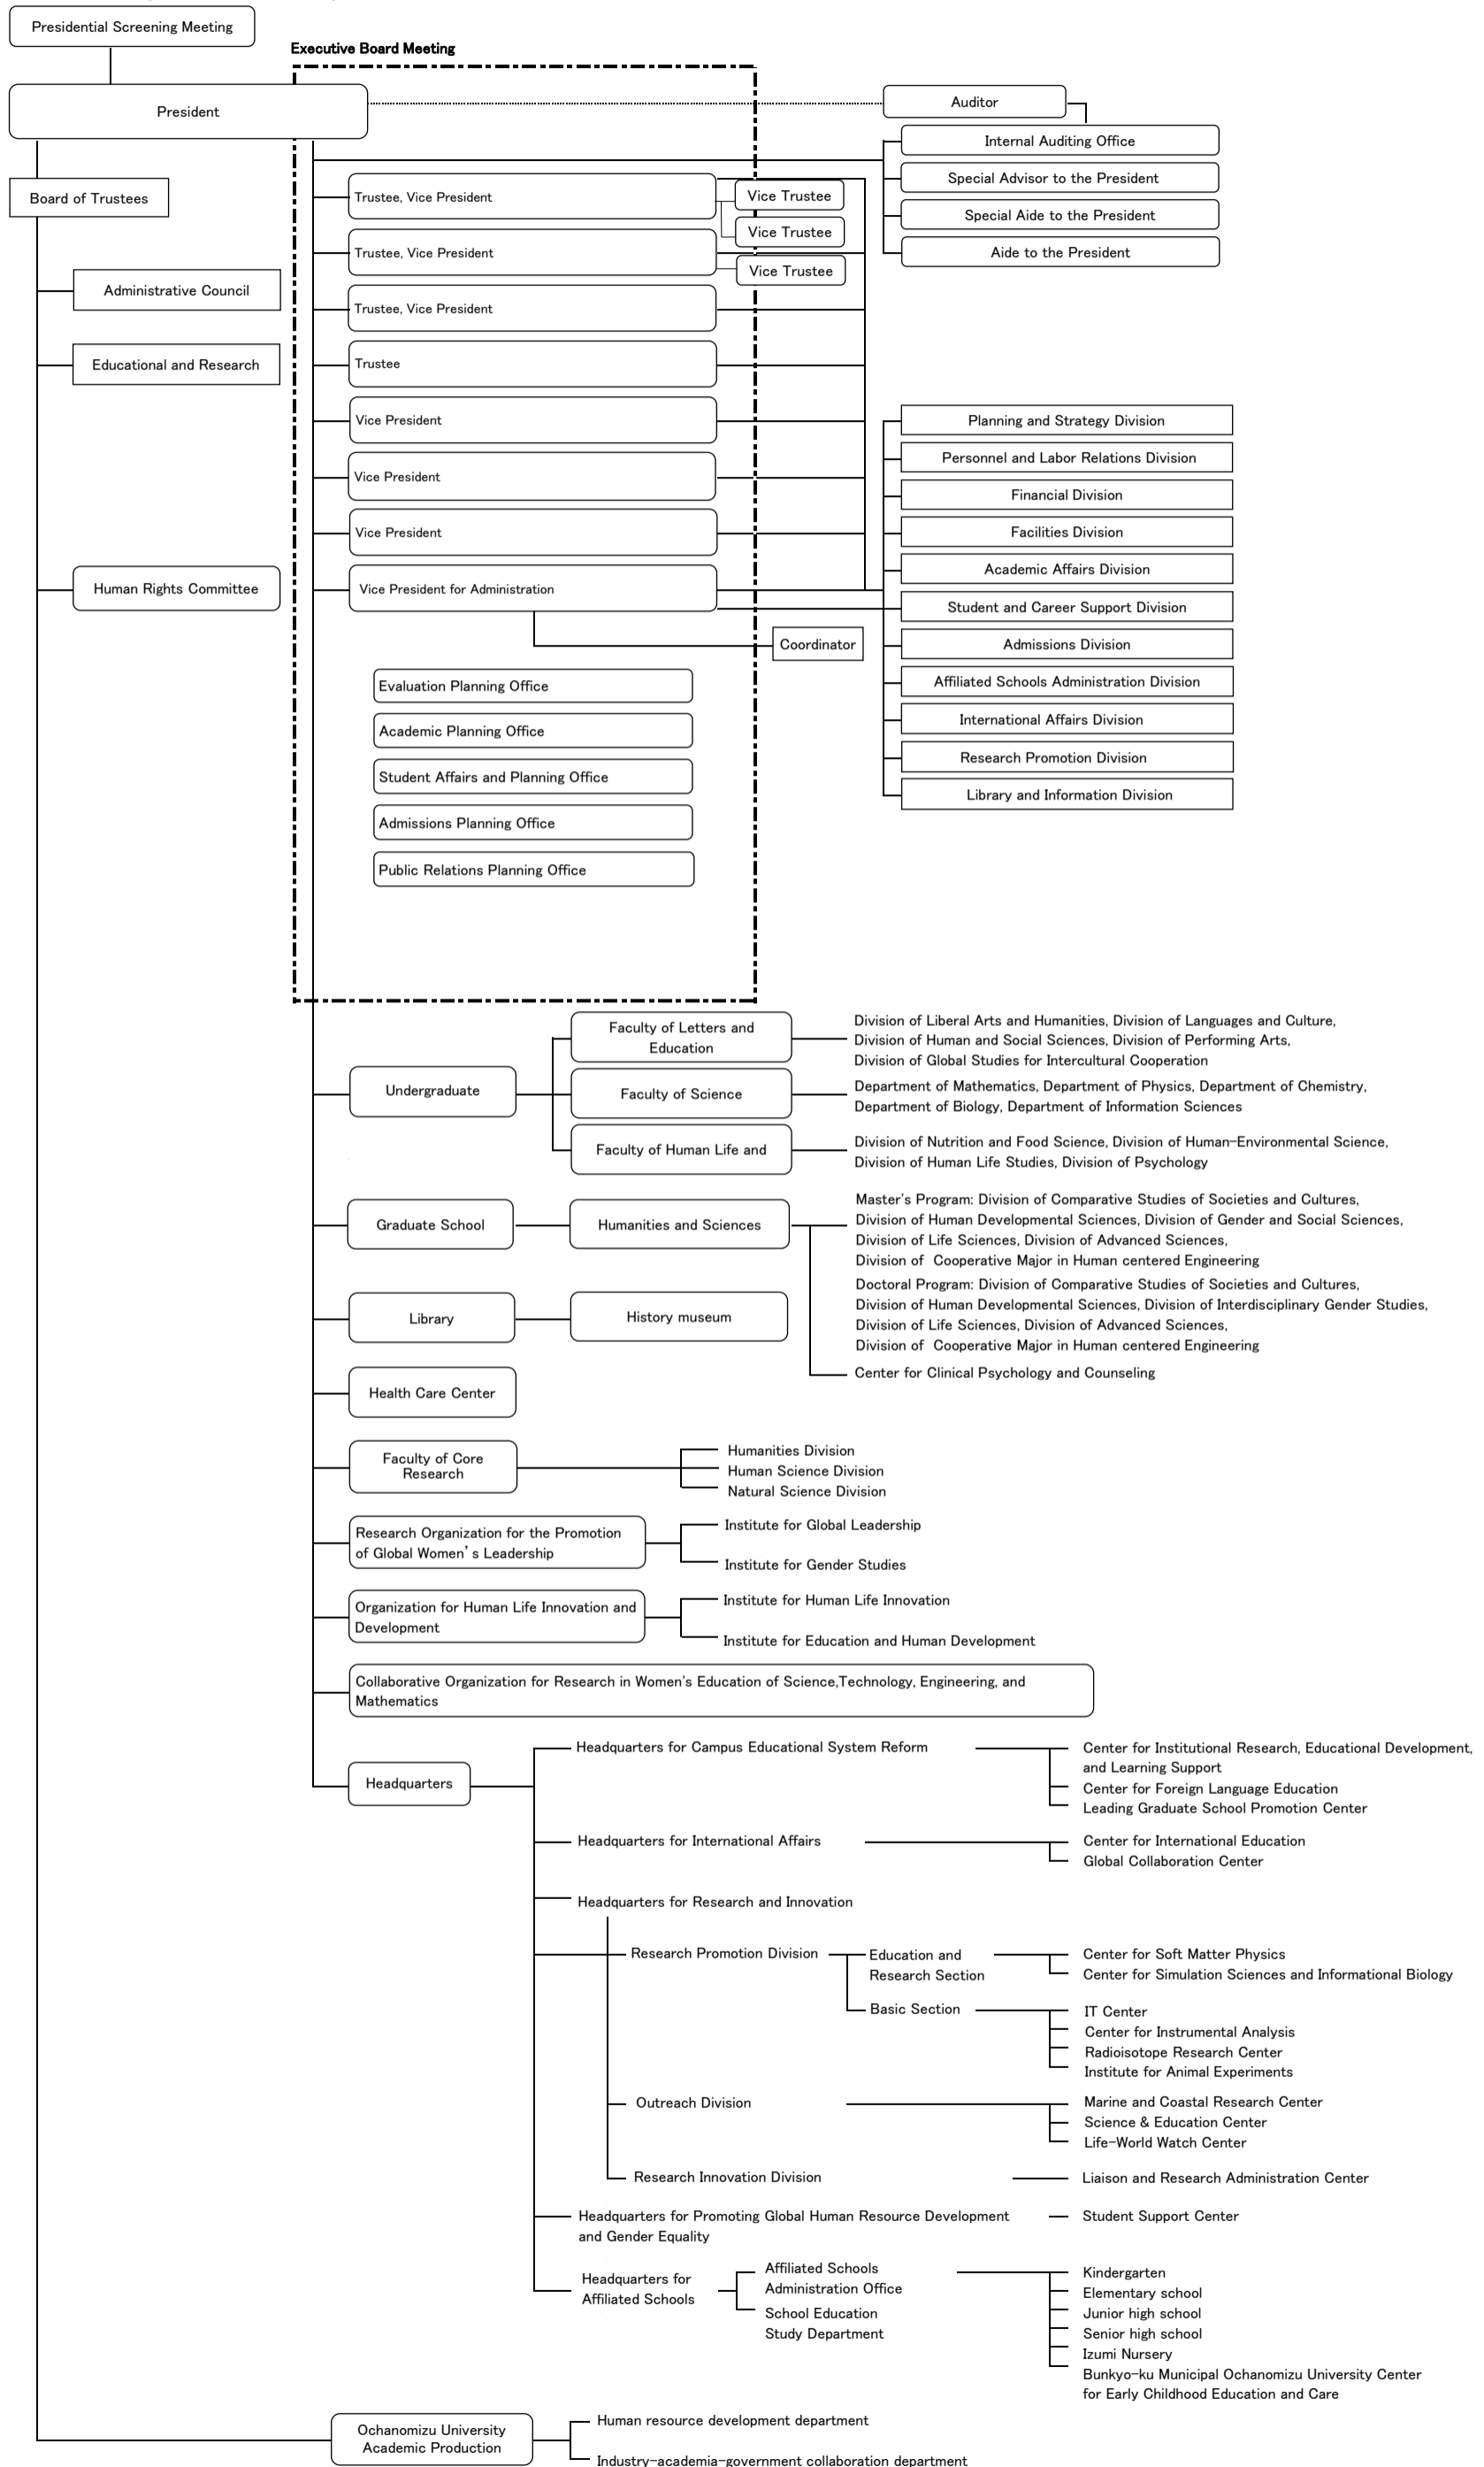 Presidential Screening Meeting
Executive Board Meeting
President
Auditor
Internal Auditing Office
Special Advisor to the President
Special Aide to the President
Aide to the President
Board of Trustees
Trustee, Vice President
Vice Trustee
Vice Trustee
Trustee, Vice President
Vice Trustee
Administrative Council
Trustee, Vice President
Educational and Research
Trustee
Vice President
Vice President
Vice President
Human Rights Committee
Vice President for Administration
Coordinator
Planning and Strategy Division
Personnel and Labor Relations Division
Financial Division
Facilities Division
Academic Affairs Division
Student and Career Support Division
Admissions Division
Affiliated Schools Administration Division
International Affairs Division
Research Promotion Division
Library and Information Division
Evaluation Planning Office
Academic Planning Office
Student Affairs and Planning Office
Admissions Planning Office
Public Relations Planning Office
Undergraduate
Faculty of Letters and
Education
Division of Liberal Arts and Humanities, Division of Languages and Culture,
Division of Human and Social Sciences, Division of Performing Arts,
Division of Global Studies for Intercultural Cooperation
Faculty of Science
Department of Mathematics, Department of Physics, Department of Chemistry,
Department of Biology, Department of Information Sciences
Faculty of Human Life and
Division of Nutrition and Food Science, Division of Human-Environmental Science,
Division of Human Life Studies, Division of Psychology
Graduate School
Humanities and Sciences
Master's Program: Division of Comparative Studies of Societies and Cultures,
Division of Human Developmental Sciences, Division of Gender and Social Sciences,
Division of Life Sciences, Division of Advanced Sciences,
Division of Cooperative Major in Human centered Engineering
Doctoral Program: Division of Comparative Studies of Societies and Cultures,
Division of Human Developmental Sciences, Division of Interdisciplinary Gender Studies,
Division of Life Sciences, Division of Advanced Sciences,
Division of Cooperative Major in Human centered Engineering
Center for Clinical Psychology and Counseling
Library
History museum
Health Care Center
Faculty of Core
Research
Humanities Division
Human Science Division
Natural Science Division
Research Organization for the Promotion
of Global Women's Leadership
Institute for Global Leadership
Institute for Gender Studies
Organization for Human Life Innovation and
Development
Institute for Human Life Innovation
Institute for Education and Human Development
Collaborative Organization for Research in Women's Education of Science,Technology, Engineering, and
Mathematics
Headquarters
Headquarters for Campus Educational System Reform
Center for Institutional Research, Educational Development,
and Learning Support
Center for Foreign Language Education
Leading Graduate School Promotion Center
Headquarters for International Affairs
Center for International Education
Global Collaboration Center
Headquarters for Research and Innovation
Research Promotion Division
Education and
Research Section
Center for Soft Matter Physics
Center for Simulation Sciences and Informational Biology
Basic Section
IT Center
Center for Instrumental Analysis
Radioisotope Research Center
Institute for Animal Experiments
Outreach Division
Marine and Coastal Research Center
Science & Education Center
Life-World Watch Center
Research Innovation Division
Liaison and Research Administration Center
Headquarters for Promoting Global Human Resource Development
and Gender Equality
Student Support Center
Headquarters for
Affiliated Schools
Affiliated Schools
Administration Office
School Education
Study Department
Kindergarten
Elementary school
Junior high school
Senior high school
Izumi Nursery
Bunkyo-ku Municipal Ochanomizu University Center
for Early Childhood Education and Care
Ochanomizu University
Academic Production
Human resource development department
Industry-academia-government collaboration department